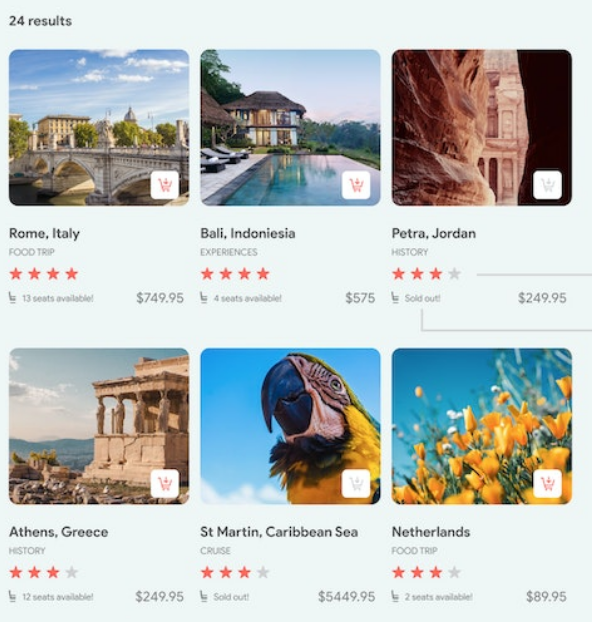 24 results
Rome, Italy
FOOD TRIP
13 seats available!
$749.95
Bali, Indoniesia
EXPERIENCES
4 seats available!
$575
Petra, Jordan
HISTORY
Sold out!
$249.95
Athens, Greece
HISTORY
12 seats available!
$249.95
St Martin, Caribbean Sea
CRUISE
Sold out!
$5449.95
Netherlands
FOOD TRIP
2 seats available!
$89.95